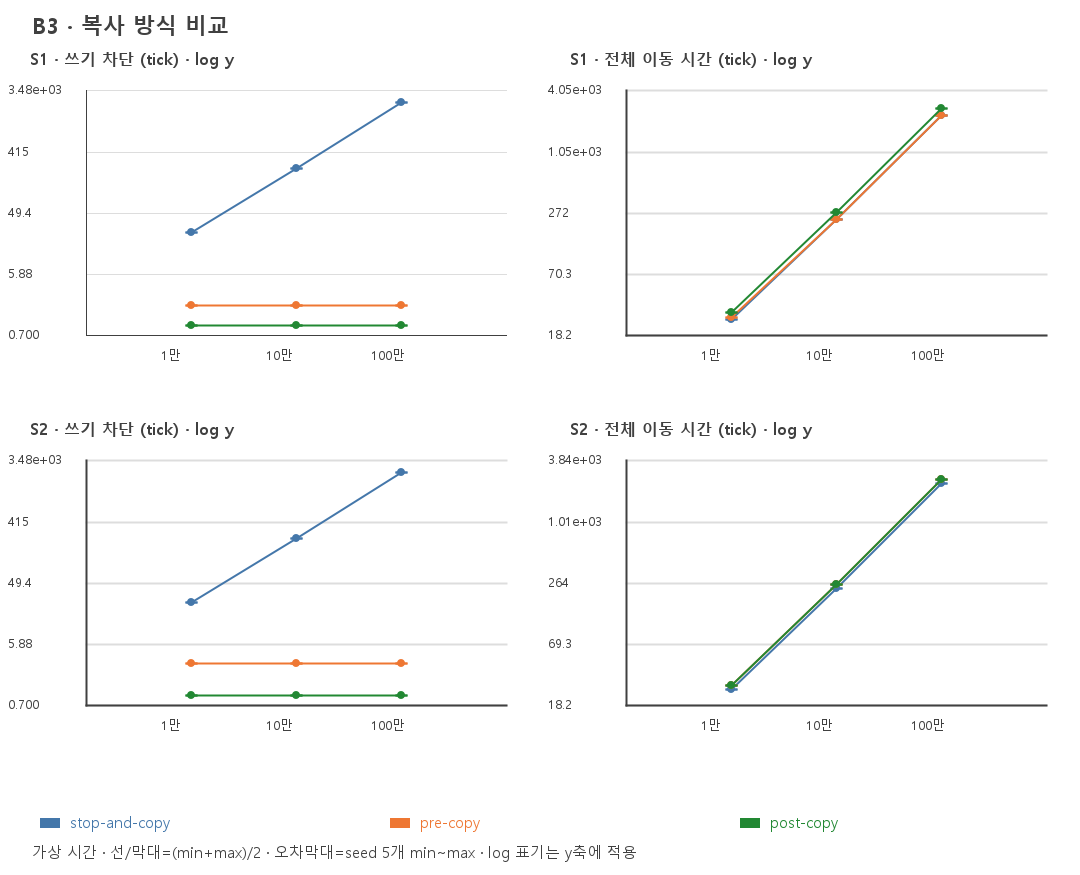 B3 · 복사 방식 비교
S1 · 쓰기 차단 (tick) · log y
3.48e+03
415
49.4
5.88
0.700
1만 10만 100만
S1 · 전체 이동 시간 (tick) · log y
4.05e+03
1.05e+03
272
70.3
18.2
1만 10만 100만
S2 · 쓰기 차단 (tick) · log y
3.48e+03
415
49.4
5.88
0.700
1만 10만 100만
S2 · 전체 이동 시간 (tick) · log y
3.84e+03
1.01e+03
264
69.3
18.2
1만 10만 100만
stop-and-copy pre-copy post-copy
가상 시간 · 선/막대=(min+max)/2 · 오차막대=seed 5개 min~max · log 표기는 y축에 적용